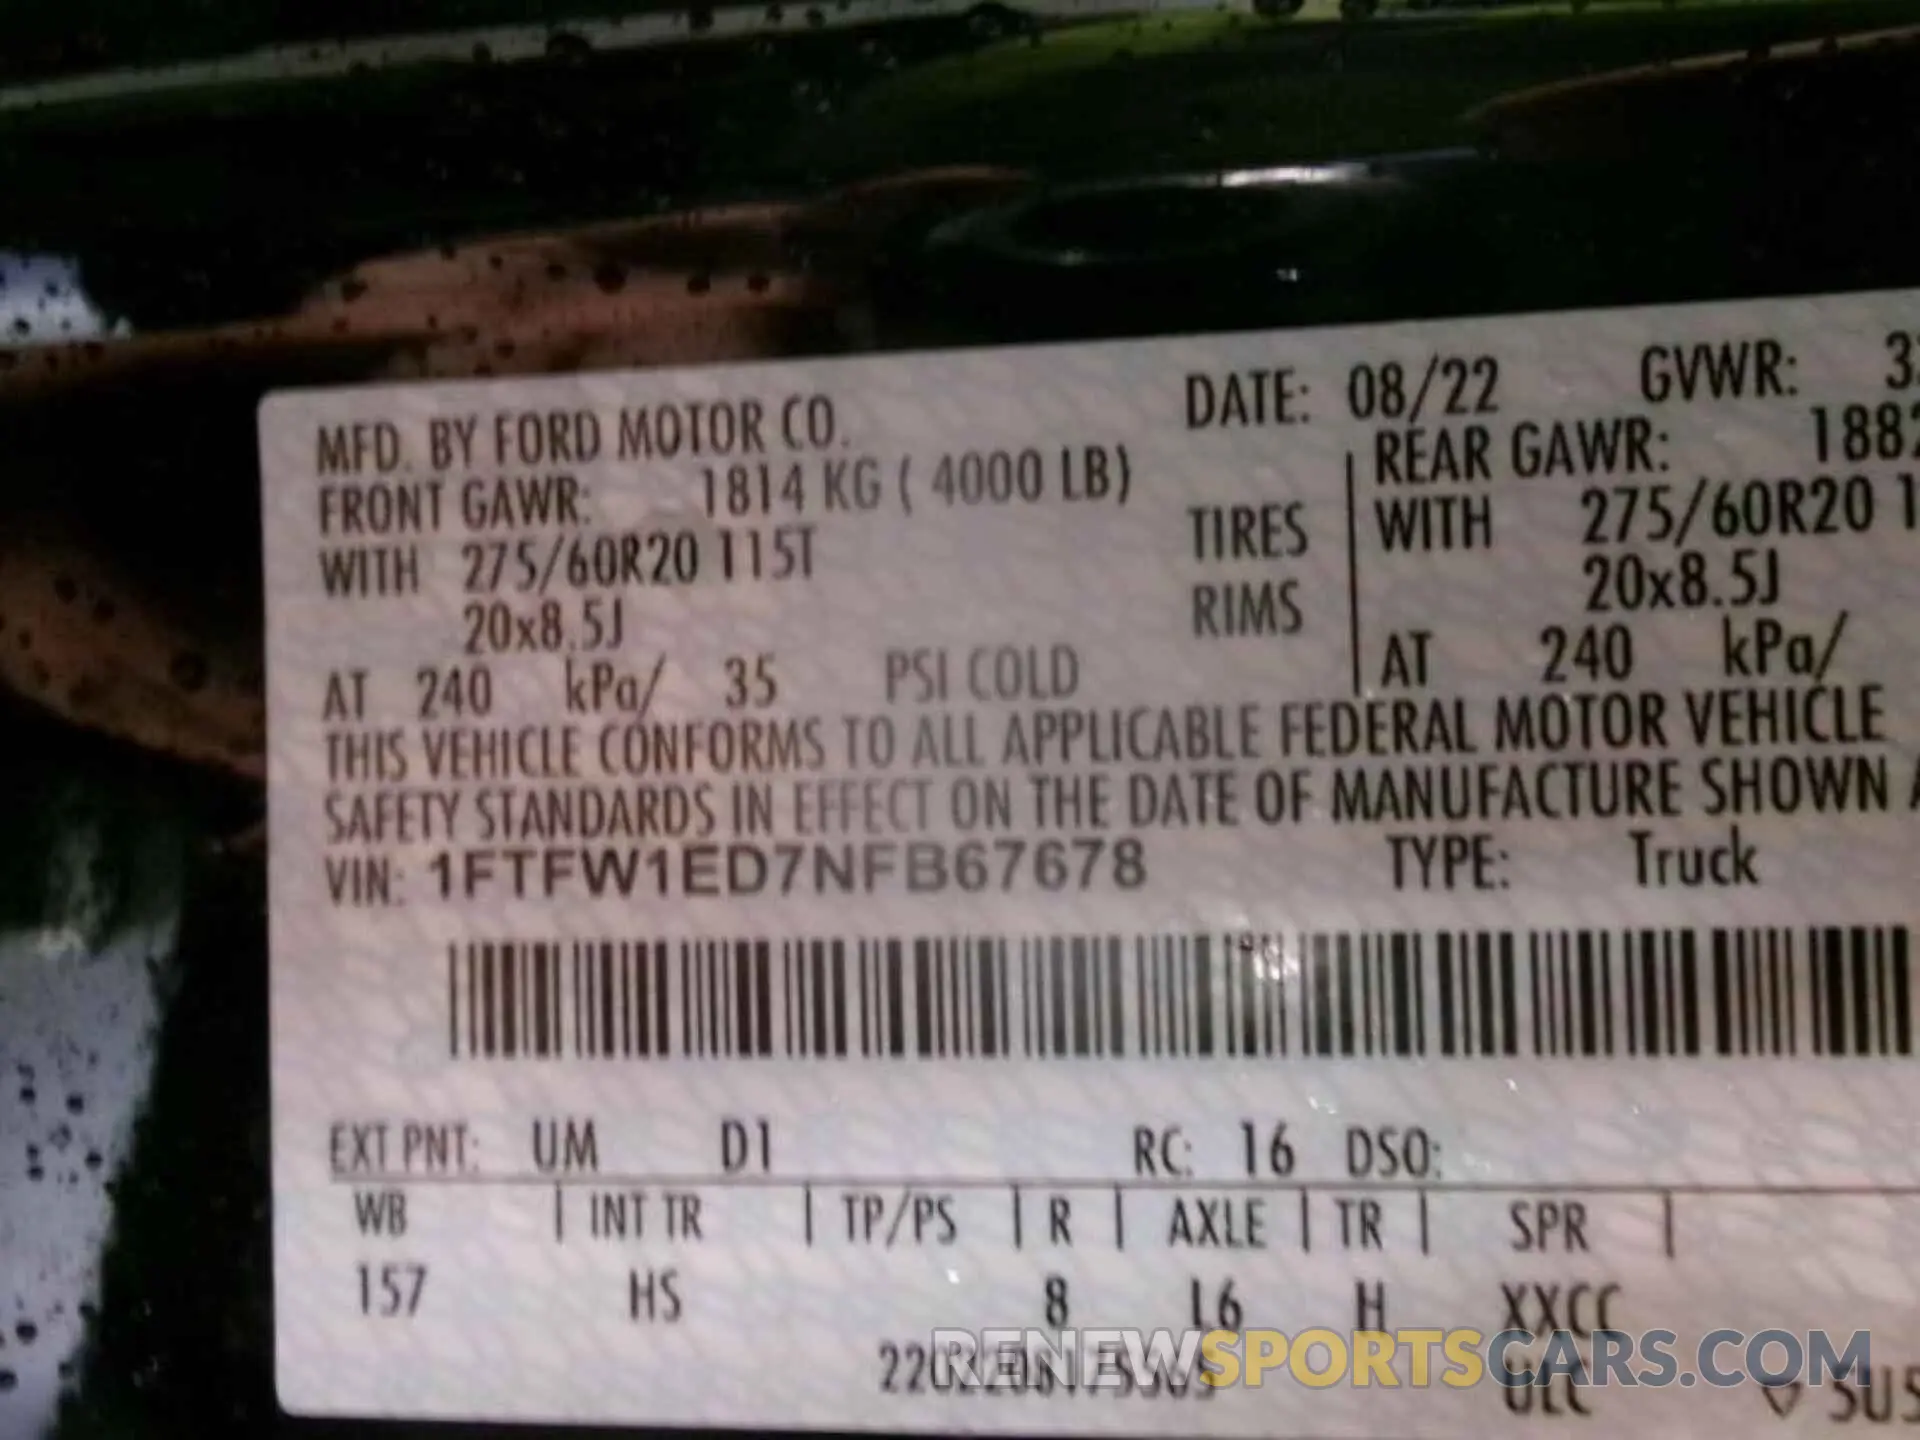 DATE: 08/22 GVWR:
MFD. BY FORD MOTOR CO.
FRONT GAWR: 1814 KG ( 4000 LB) REAR GAWR: 1882
WITH 275/60R20 115T TIRES WITH 275/60R20 1
20x8.5J RIMS 20x8.5J
AT 240 kPa/ 35 PSI COLD AT 240 kPa/
THIS VEHICLE CONFORMS TO ALL APPLICABLE FEDERAL MOTOR VEHICLE
SAFETY STANDARDS IN EFFECT ON THE DATE OF MANUFACTURE SHOWN A
VIN: 1FTFW1ED7NFB67678 TYPE: Truck
EXT PNT: UM D1 RC: 16 DSO:
WB | INT TR | TP/PS | R | AXLE | TR | SPR |
157 HS 8 L6 H XXCC
RENEWSPORTSCARS.COM
ULC SUS